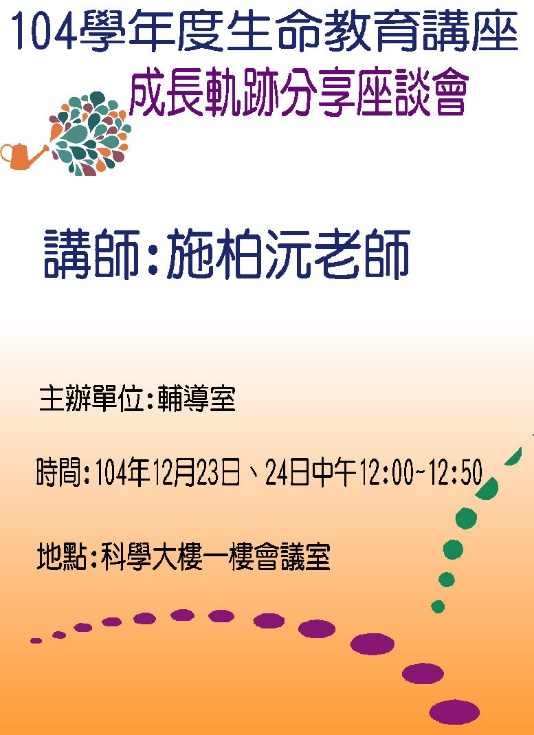 104學年度生命教育講座
成長軌跡分享座談會
講師:施柏沅老師
主辦單位:輔導室
時間:104年12月23日、24日中午12:00~12:50
地點:科學大樓一樓會議室